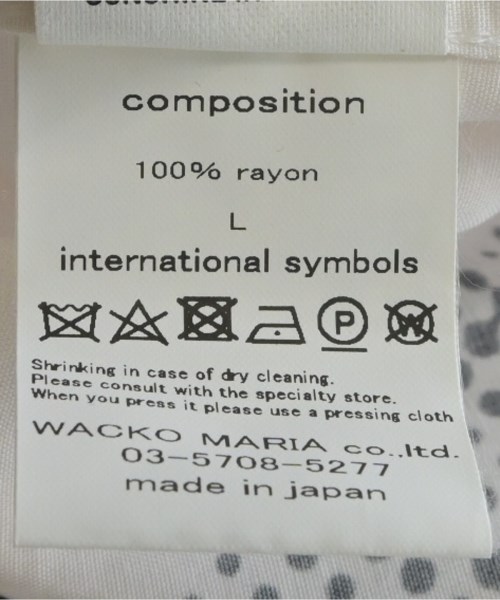 composition
100% rayon
L
international symbols
P W
Shrinking in case of dry cleaning.
Please consult with the specialty store.
When you press it please use a pressing cloth
WACKO MARIA co.,ltd.
03-5708-5277
made in japan